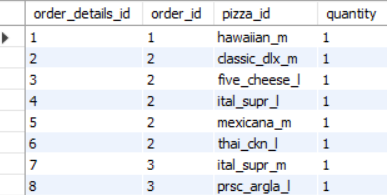 order_details_id order_id pizza_id quantity
1 1 hawaiian_m 1
2 2 classic_dlx_m 1
3 2 five_cheese_l 1
4 2 ital_supr_l 1
5 2 mexicana_m 1
6 2 thai_ckn_l 1
7 3 ital_supr_m 1
8 3 prsc_argla_l 1